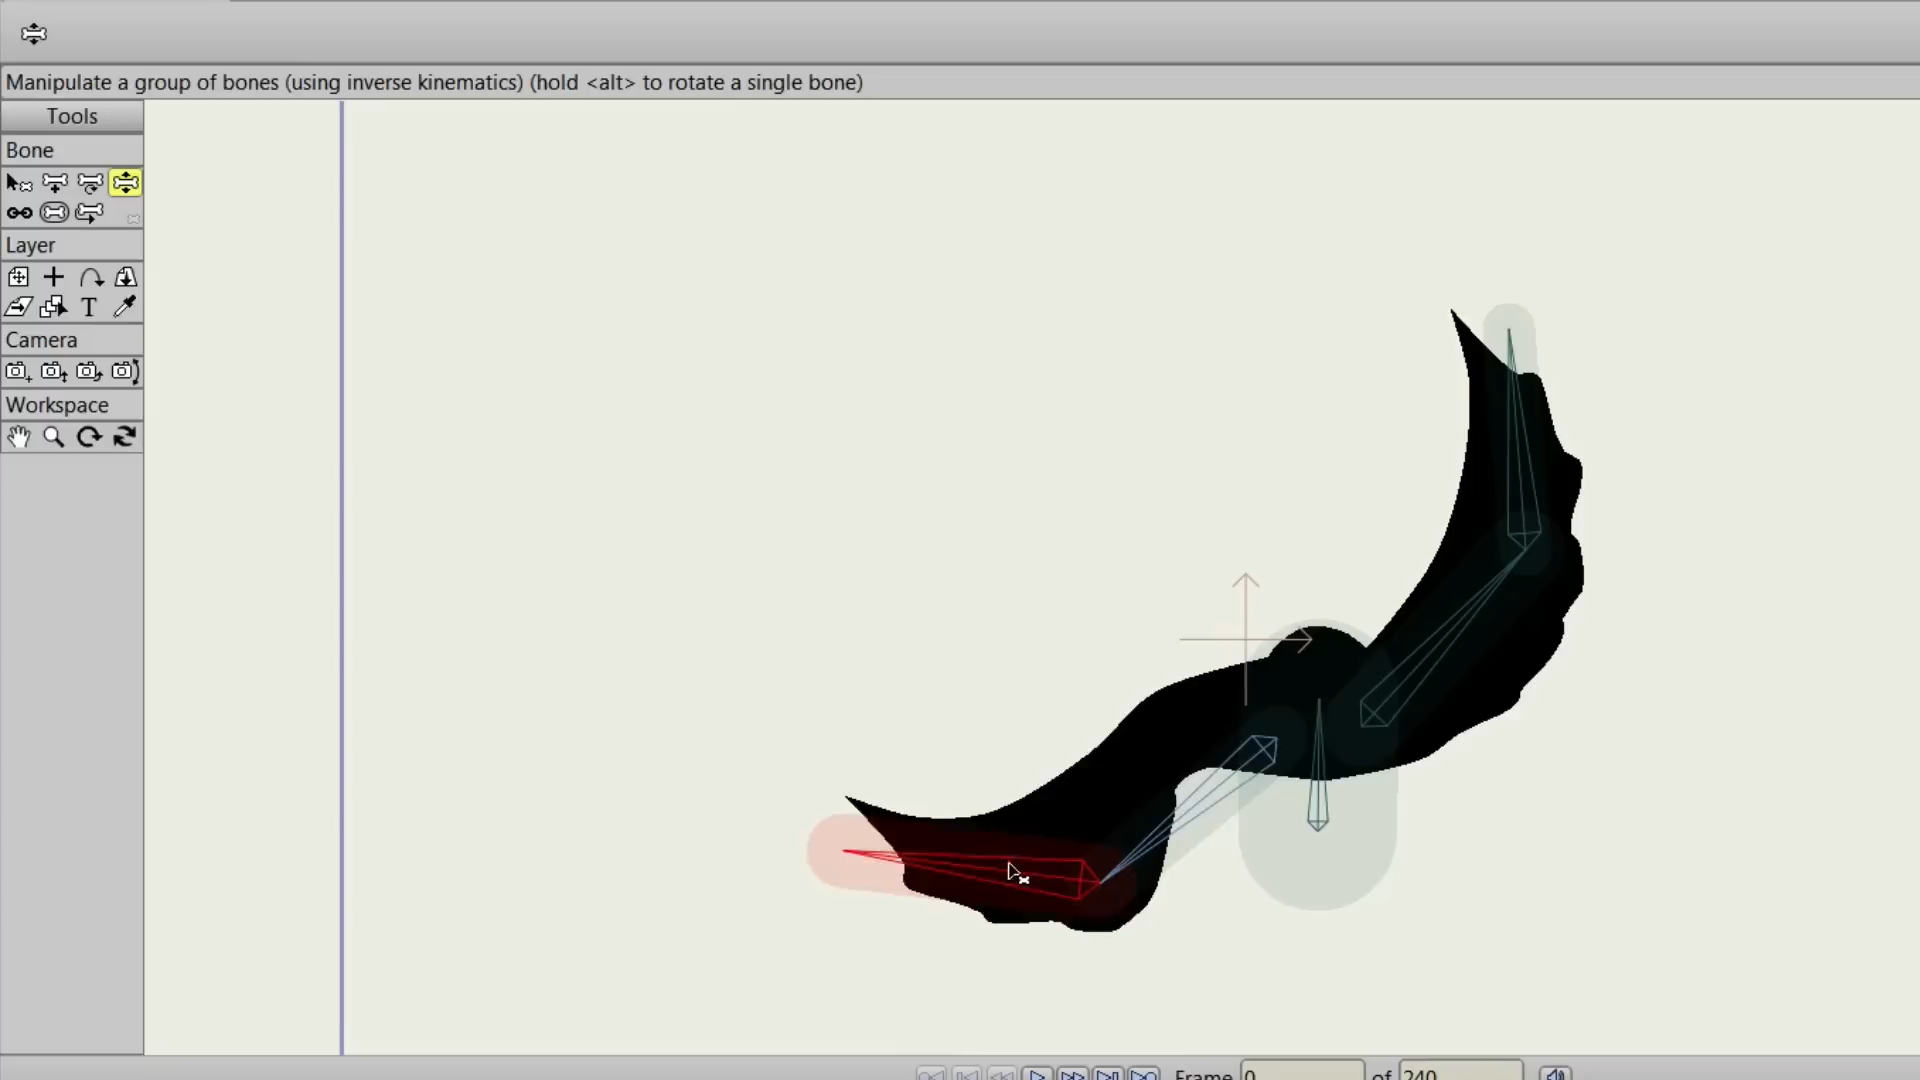 Manipulate a group of bones (using inverse kinematics) (hold <alt> to rotate a single bone)
Tools
Bone
Layer
T
Camera
Workspace
Frame 0 of 240